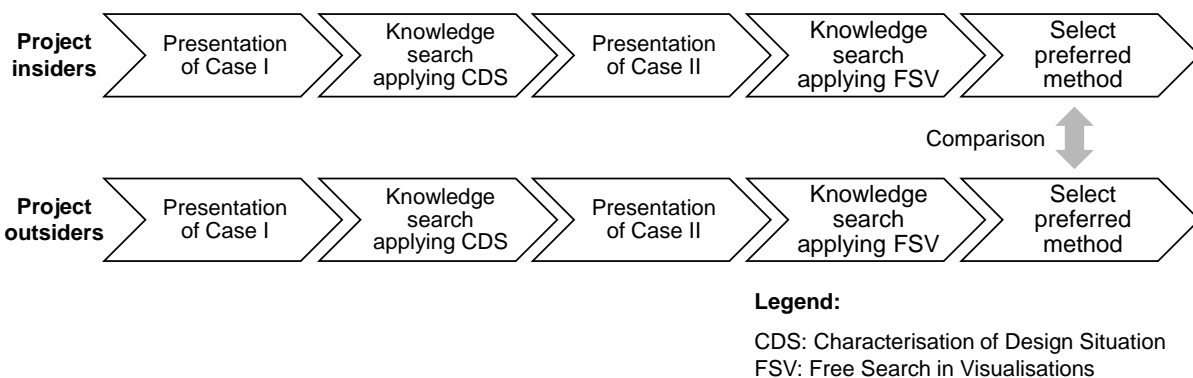 Project
insiders
Presentation
of Case I
Knowledge
search
applying CDS
Presentation
of Case II
Knowledge
search
applying FSV
Select
preferred
method
Comparison
Project
outsiders
Presentation
of Case I
Knowledge
search
applying CDS
Presentation
of Case II
Knowledge
search
applying FSV
Select
preferred
method
Legend:
CDS: Characterisation of Design Situation
FSV: Free Search in Visualisations